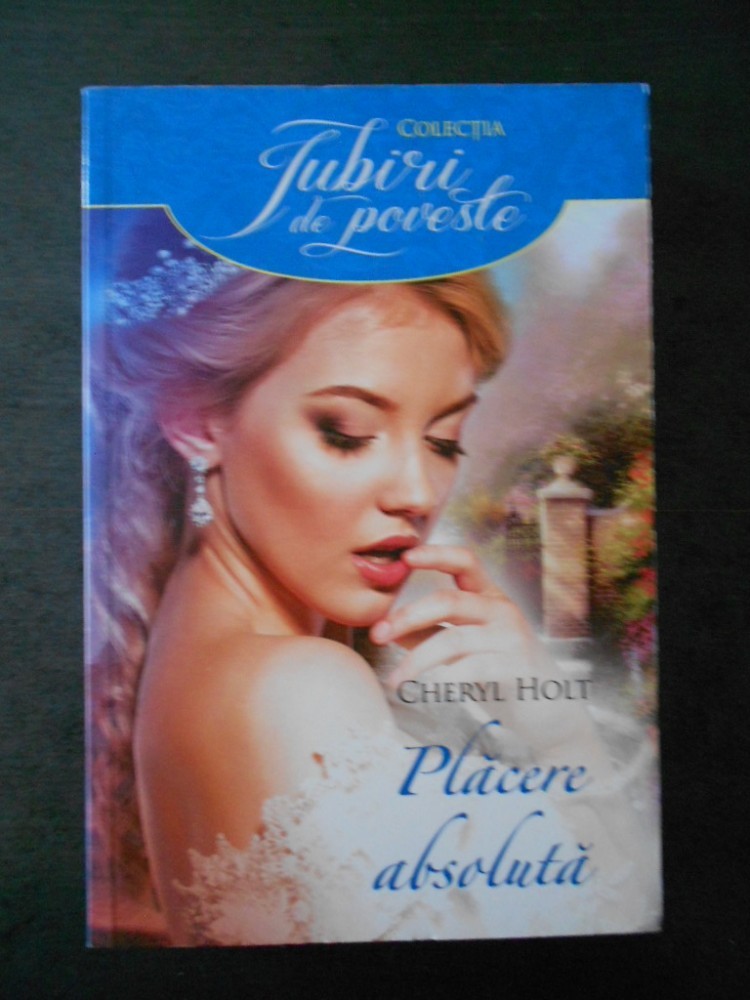 COLECȚIA
Iubiri
de poveste
CHERYL HOLT
Plăcere
absolută